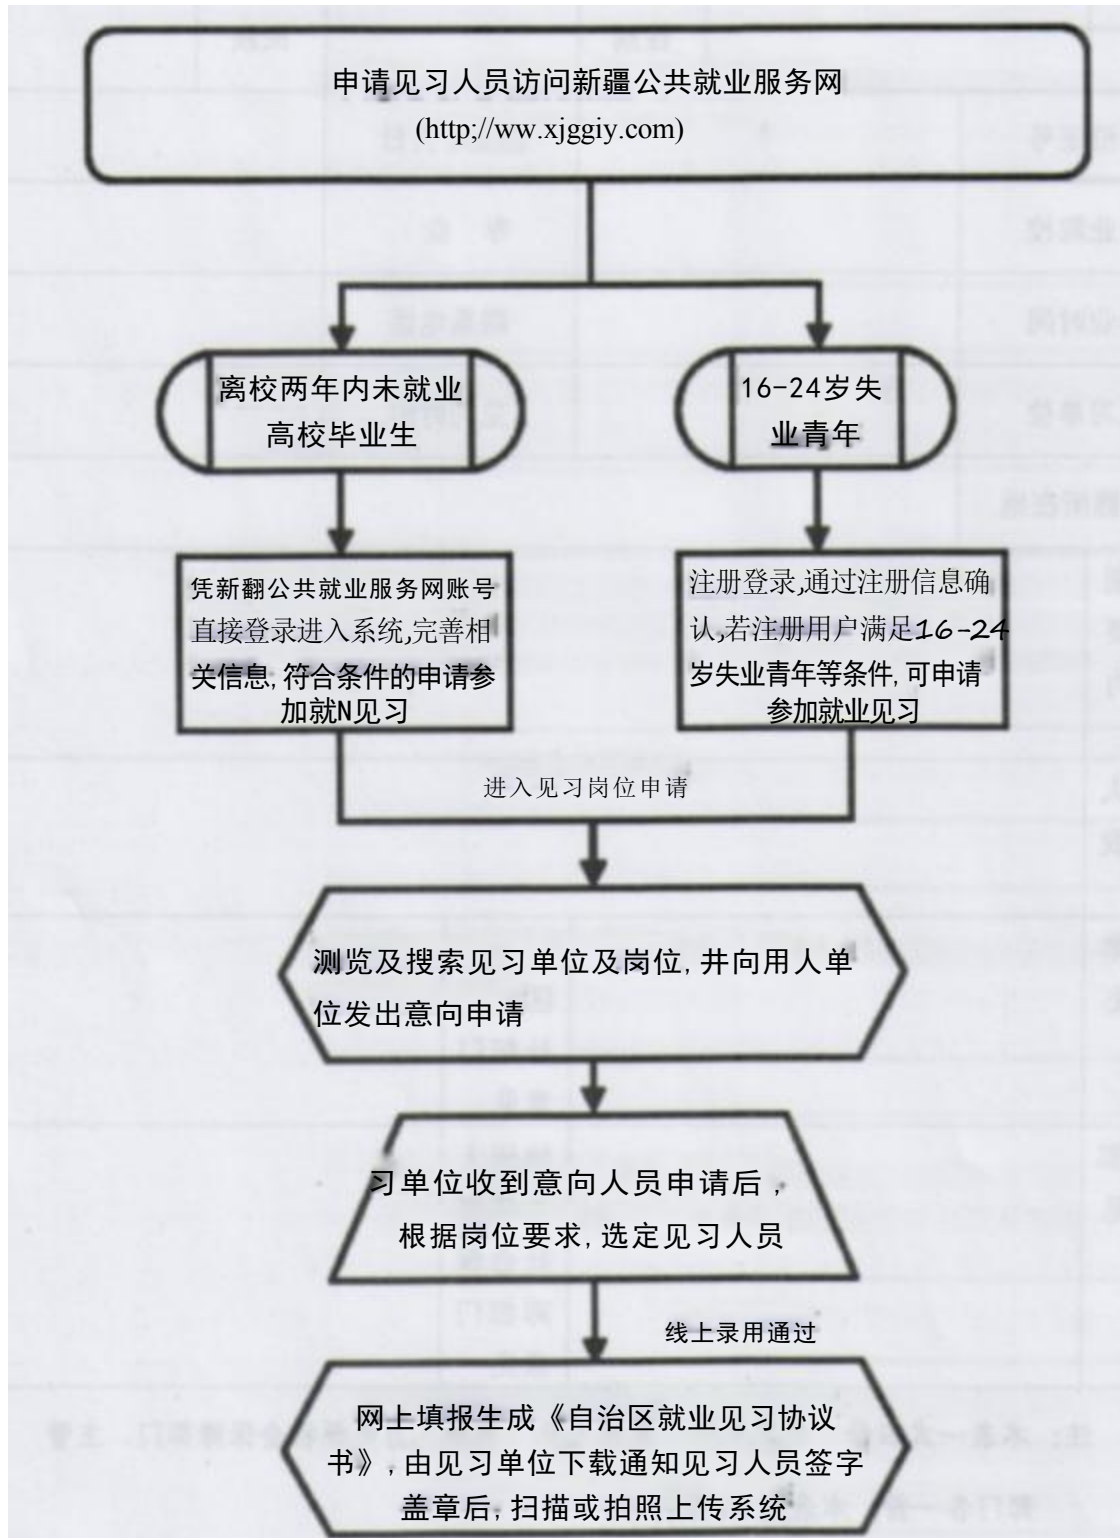 申请见习人员访问新疆公共就业服务网
(http;//ww.xjggiy.com)
离校两年内未就业
高校毕业生
16-24岁失
业青年
凭新翻公共就业服务网账号
直接登录进入系统,完善相
关信息,符合条件的申请参
加就N见习
注册登录,通过注册信息确
认,若注册用户满足16-24
岁失业青年等条件,可申请
参加就业见习
进入见习岗位申请
测览及搜索见习单位及岗位,井向用人单
位发出意向申请
习单位收到意向人员申请后,
根据岗位要求,选定见习人员
线上录用通过
网上填报生成《自治区就业见习协议
书》,由见习单位下载通知见习人员签字
盖章后,扫描或拍照上传系统